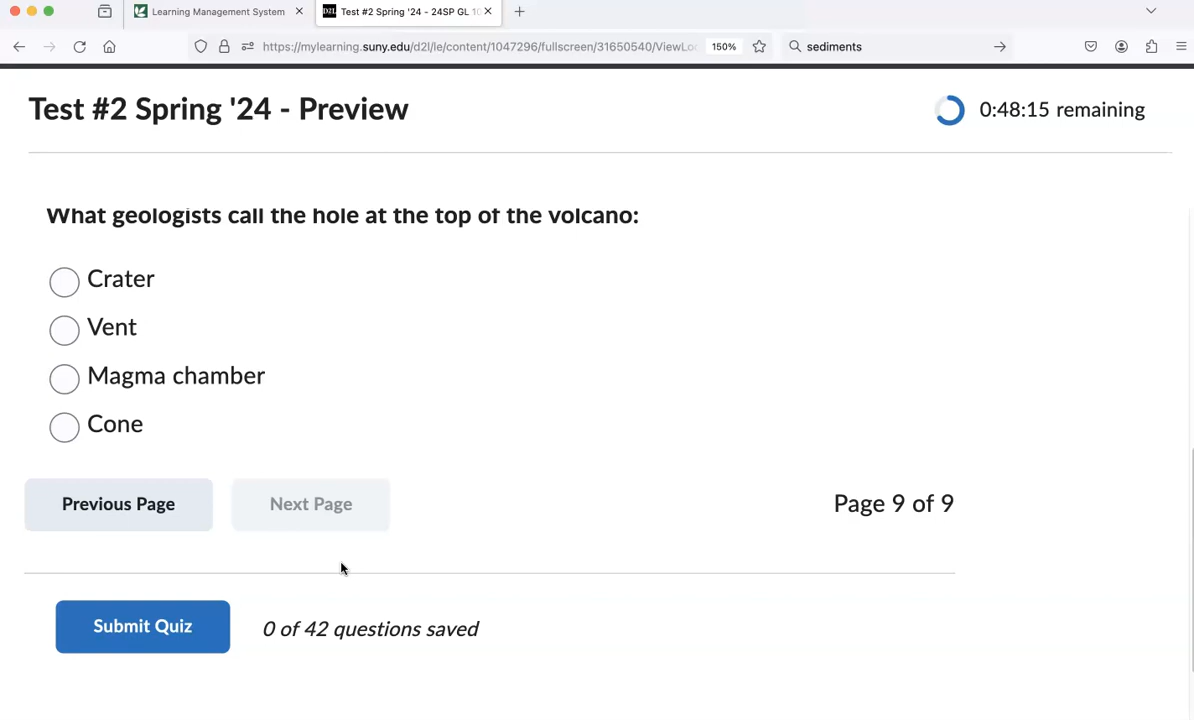 Learning Management System
Test #2 Spring '24 - 24SP GL 10
https://mylearning.suny.edu/d2l/le/content/1047296/fullscreen/31650540/ViewLo
150%
sediments
Test #2 Spring '24 - Preview
0:48:15 remaining
What geologists call the hole at the top of the volcano:
Crater
Vent
Magma chamber
Cone
Previous Page
Next Page
Page 9 of 9
Submit Quiz
0 of 42 questions saved